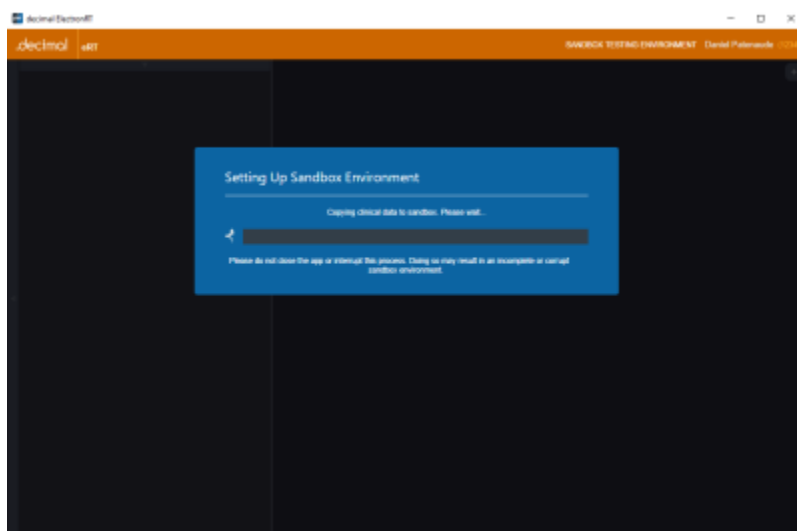 .decimal ElectronRT
.decimal eRT SANDBOX TESTING ENVIRONMENT Daniel Patenaude
Setting Up Sandbox Environment
Copying clinical data to sandbox. Please wait...
Please do not close the app or interrupt this process. Doing so may result in an incomplete or corrupt
sandbox environment.